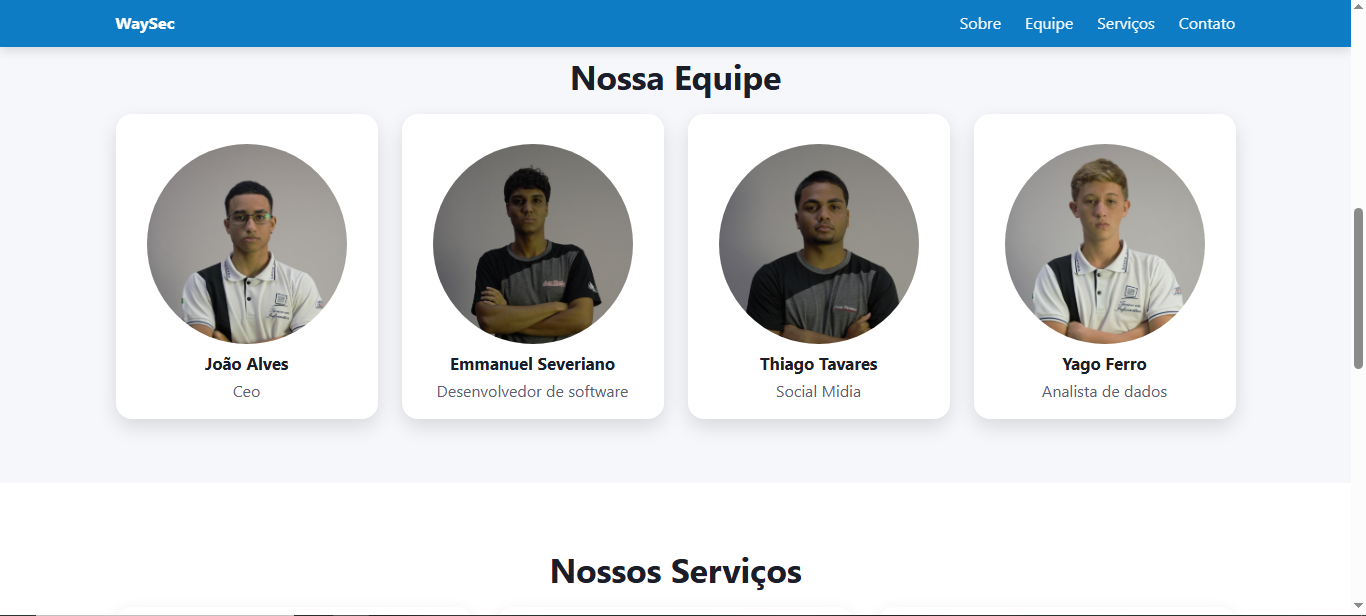 WaySec Sobre Equipe Serviços Contato
Nossa Equipe
João Alves
Ceo
Emmanuel Severiano
Desenvolvedor de software
Thiago Tavares
Social Midia
Yago Ferro
Analista de dados
Nossos Serviços